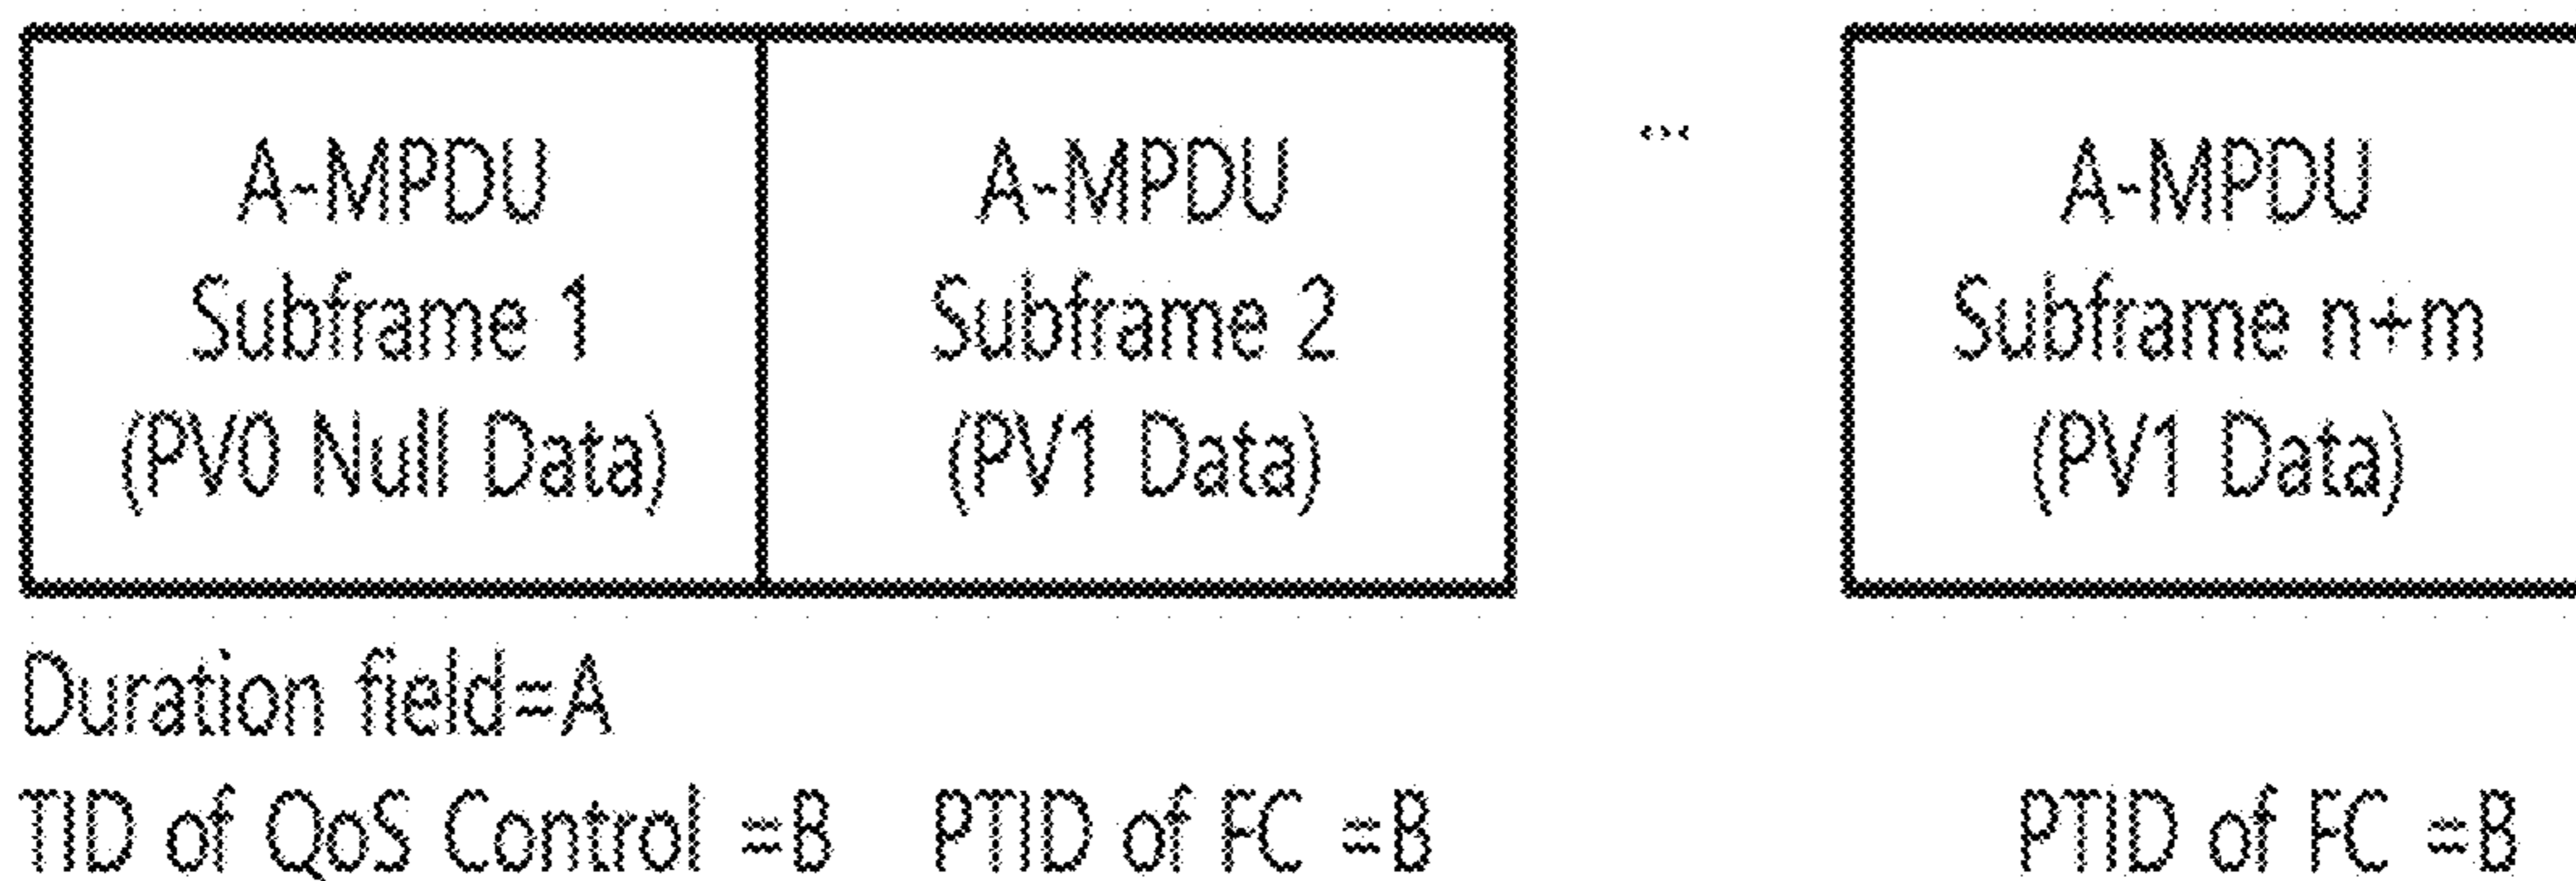 A-MPDU
Subframe 1
(PV0 Null Data)
A-MPDU
Subframe 2
(PV1 Data)
...
A-MPDU
Subframe n+m
(PV1 Data)
Duration field=A
TID of QoS Control =B
PTID of FC =B
PTID of FC =B